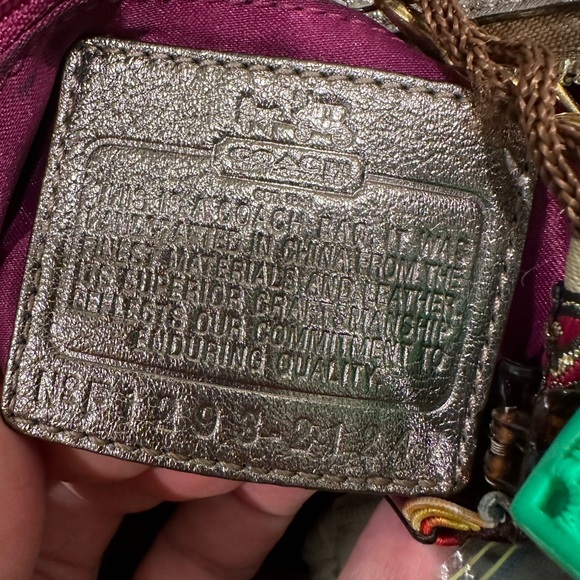 COACH
THIS IS A COACH BAG. IT WAS
HANDCRAFTED IN CHINA FROM THE
FINEST MATERIALS AND LEATHER.
ITS SUPERIOR CRAFTSMANSHIP
REFLECTS OUR COMMITMENT TO
ENDURING QUALITY.